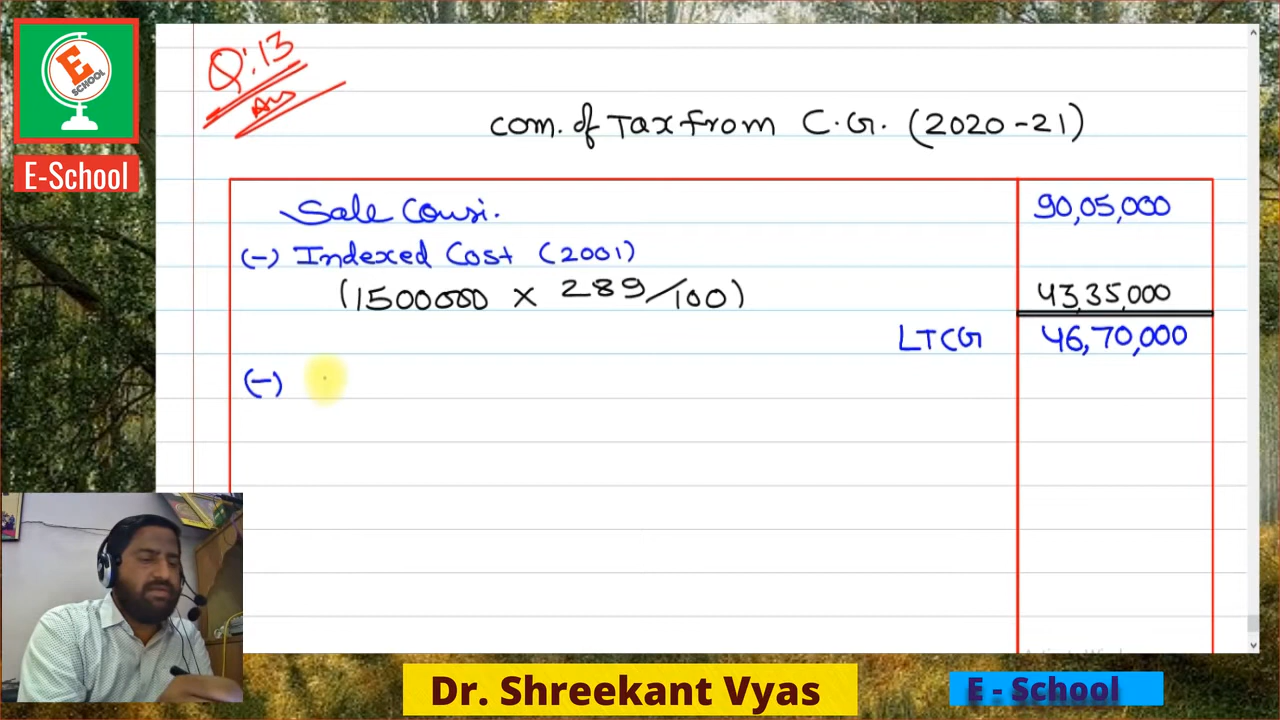 Q:13
Ans
E
SCHOOL
E-School
com. of Tax from C.G. (2020-21)
Sale Consi. 90,05,000
(-) Indexed Cost (2001)
(1500000 × 289/100) 43,35,000
LTCG 46,70,000
(-)
Dr. Shreekant Vyas
E - School